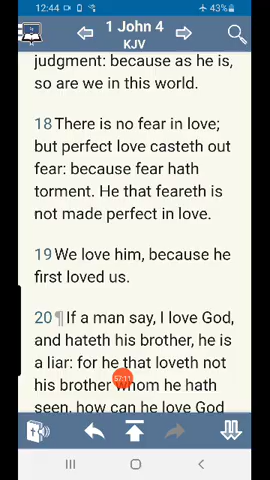 12:44
43%
1 John 4
KJV
judgment: because as he is,
so are we in this world.
18 There is no fear in love;
but perfect love casteth out
fear: because fear hath
torment. He that feareth is
not made perfect in love.
19 We love him, because he
first loved us.
20 ¶ If a man say, I love God,
and hateth his brother, he is
a liar: for he that loveth not
57:11
his brother whom he hath
seen, how can he love God